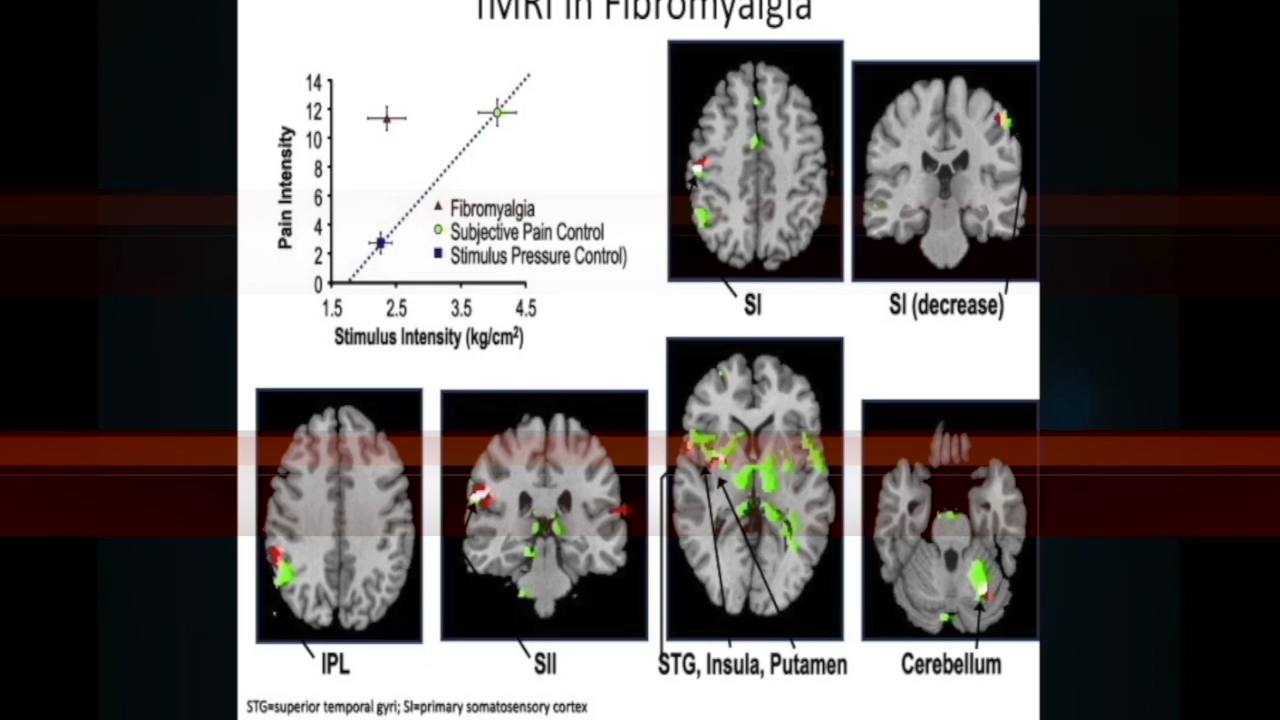 fMRI in Fibromyalgia
14
12
10
8
6
4
2
0
Pain Intensity
Fibromyalgia
Subjective Pain Control
Stimulus Pressure Control)
1.5 2.5 3.5 4.5
Stimulus Intensity (kg/cm²)
SI
SI (decrease)
IPL
SII
STG, Insula, Putamen
Cerebellum
STG=superior temporal gyri; SI=primary somatosensory cortex